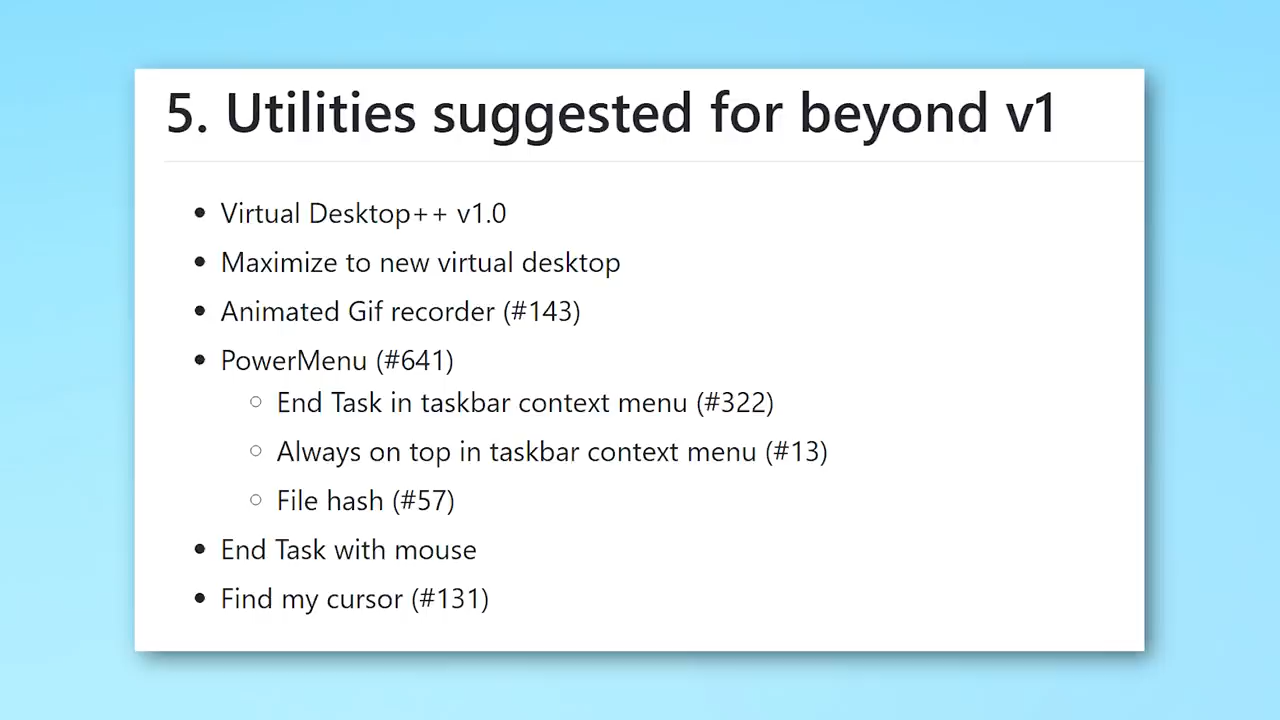 5. Utilities suggested for beyond v1
Virtual Desktop++ v1.0
Maximize to new virtual desktop
Animated Gif recorder (#143)
PowerMenu (#641)
End Task in taskbar context menu (#322)
Always on top in taskbar context menu (#13)
File hash (#57)
End Task with mouse
Find my cursor (#131)